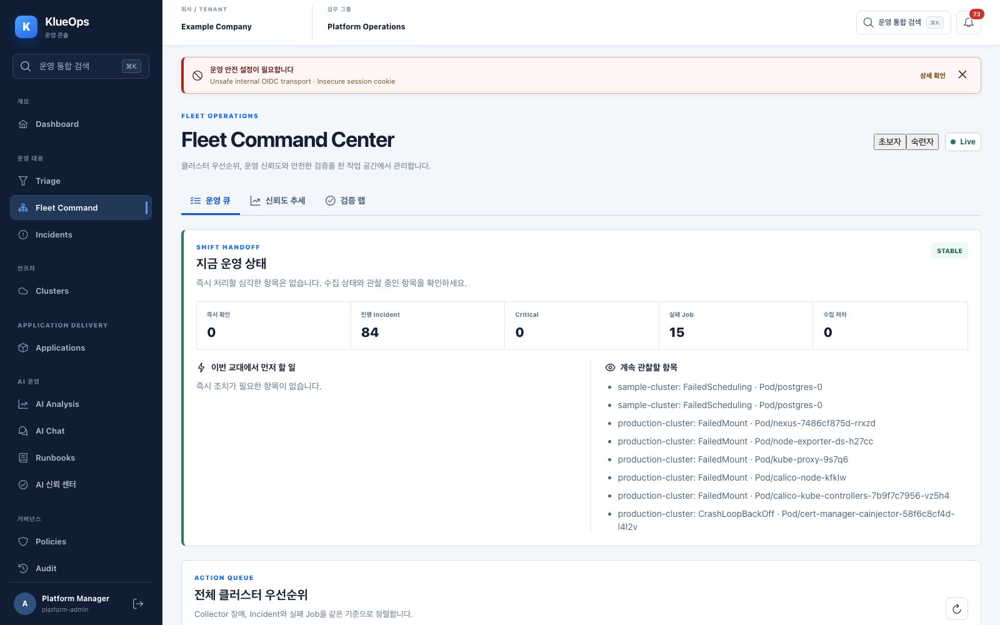 K
KlueOps
운영 콘솔
운영 통합 검색
⌘K
개요
Dashboard
운영 대응
Triage
Fleet Command
Incidents
인프라
Clusters
APPLICATION DELIVERY
Applications
AI 운영
AI Analysis
AI Chat
Runbooks
AI 신뢰 센터
거버넌스
Policies
Audit
A
Platform Manager
platform-admin
회사 / TENANT
Example Company
업무 그룹
Platform Operations
운영 통합 검색
⌘K
73
운영 안전 설정이 필요합니다
Unsafe internal OIDC transport · Insecure session cookie
상세 확인
FLEET OPERATIONS
Fleet Command Center
클러스터 우선순위, 운영 신뢰도와 안전한 검증을 한 작업 공간에서 관리합니다.
초보자
숙련자
Live
운영 큐
신뢰도 추세
검증 랩
SHIFT HANDOFF
지금 운영 상태
즉시 처리할 심각한 항목은 없습니다. 수집 상태와 관찰 중인 항목을 확인하세요.
STABLE
즉시 확인
0
진행 Incident
84
Critical
0
실패 Job
15
수집 저하
0
이번 교대에서 먼저 할 일
즉시 조치가 필요한 항목이 없습니다.
계속 관찰할 항목
sample-cluster: FailedScheduling · Pod/postgres-0
sample-cluster: FailedScheduling · Pod/postgres-0
production-cluster: FailedMount · Pod/nexus-7486cf875d-rrxzd
production-cluster: FailedMount · Pod/node-exporter-ds-h27cc
production-cluster: FailedMount · Pod/kube-proxy-9s7q6
production-cluster: FailedMount · Pod/calico-node-kfklw
production-cluster: FailedMount · Pod/calico-kube-controllers-7b9f7c7956-vz5h4
production-cluster: CrashLoopBackOff · Pod/cert-manager-cainjector-58f6c8cf4d-
l4l2v
ACTION QUEUE
전체 클러스터 우선순위
Collector 장애, Incident와 실패 Job을 같은 기준으로 정렬합니다.